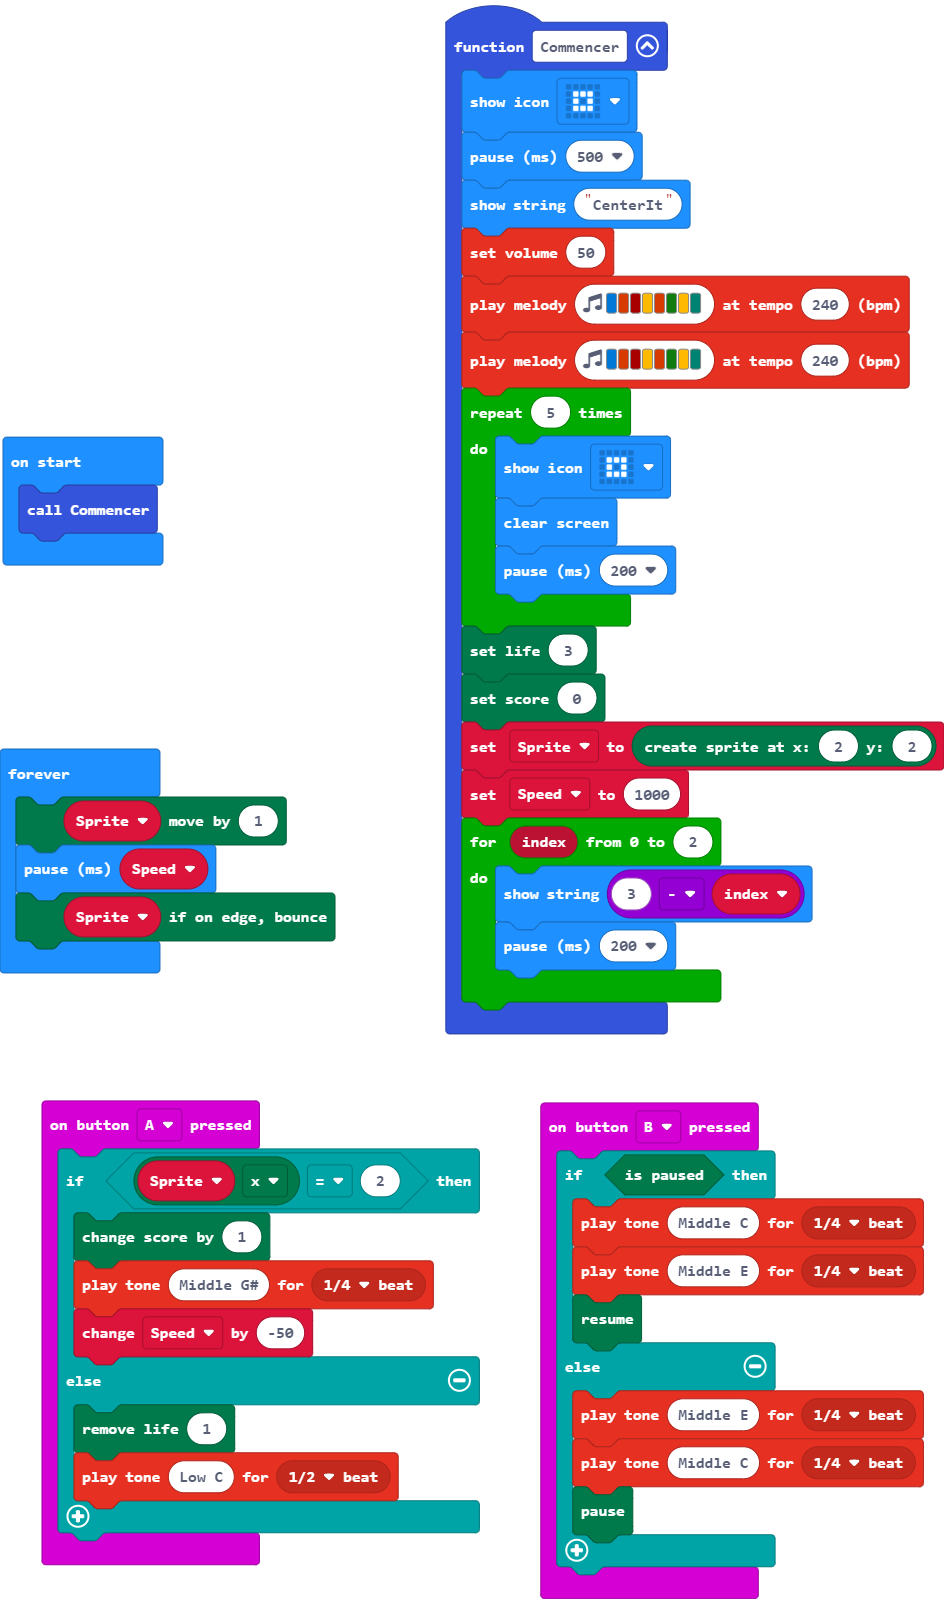 function Commencer
show icon
pause (ms) 500
show string "CenterIt"
set volume 50
play melody at tempo 240 (bpm)
play melody at tempo 240 (bpm)
repeat 5 times
do
show icon
clear screen
pause (ms) 200
set life 3
set score 0
set Sprite to create sprite at x: 2 y: 2
set Speed to 1000
for index from 0 to 2
do
show string 3 - index
pause (ms) 200
on start
call Commencer
forever
Sprite move by 1
pause (ms) Speed
Sprite if on edge, bounce
on button A pressed
if Sprite x = 2 then
change score by 1
play tone Middle G# for 1/4 beat
change Speed by -50
else
remove life 1
play tone Low C for 1/2 beat
on button B pressed
if is paused then
play tone Middle C for 1/4 beat
play tone Middle E for 1/4 beat
resume
else
play tone Middle E for 1/4 beat
play tone Middle C for 1/4 beat
pause